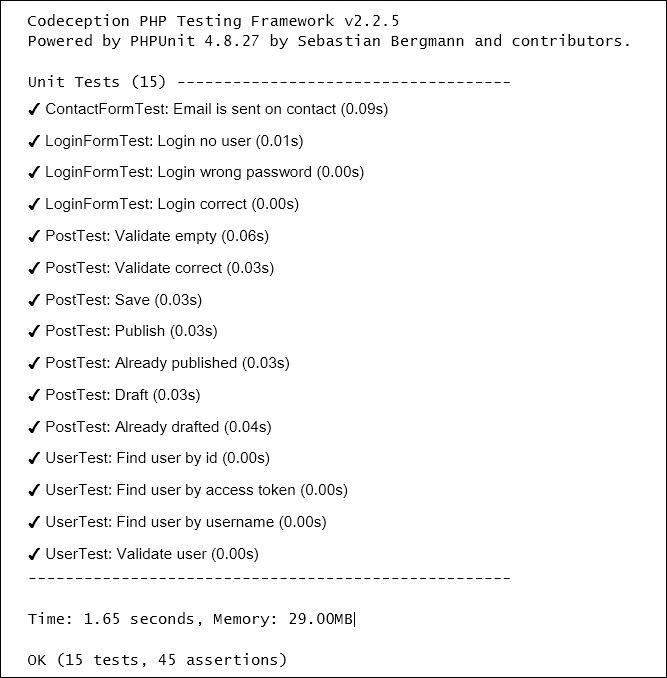 Codeception PHP Testing Framework v2.2.5
Powered by PHPUnit 4.8.27 by Sebastian Bergmann and contributors.
Unit Tests (15) ------------------------------------
✔ ContactFormTest: Email is sent on contact (0.09s)
✔ LoginFormTest: Login no user (0.01s)
✔ LoginFormTest: Login wrong password (0.00s)
✔ LoginFormTest: Login correct (0.00s)
✔ PostTest: Validate empty (0.06s)
✔ PostTest: Validate correct (0.03s)
✔ PostTest: Save (0.03s)
✔ PostTest: Publish (0.03s)
✔ PostTest: Already published (0.03s)
✔ PostTest: Draft (0.03s)
✔ PostTest: Already drafted (0.04s)
✔ UserTest: Find user by id (0.00s)
✔ UserTest: Find user by access token (0.00s)
✔ UserTest: Find user by username (0.00s)
✔ UserTest: Validate user (0.00s)
----------------------------------------------------
Time: 1.65 seconds, Memory: 29.00MB
OK (15 tests, 45 assertions)